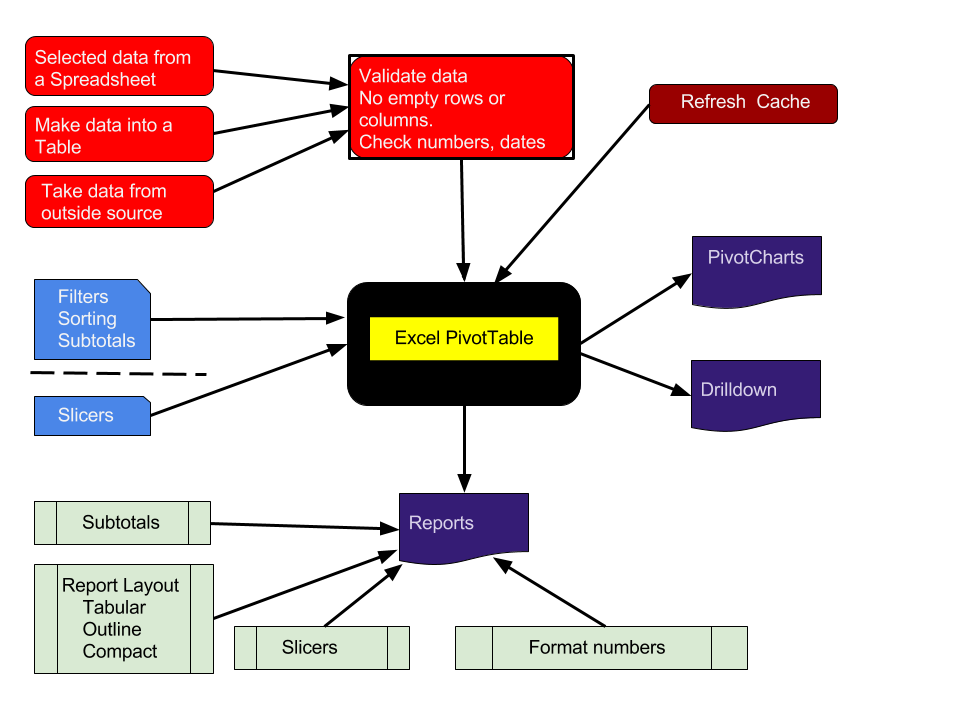 Selected data from
a Spreadsheet
Make data into a
Table
Take data from
outside source
Validate data
No empty rows or
columns.
Check numbers, dates
Refresh Cache
Filters
Sorting
Subtotals
Slicers
Excel PivotTable
PivotCharts
Drilldown
Reports
Subtotals
Report Layout
Tabular
Outline
Compact
Slicers
Format numbers